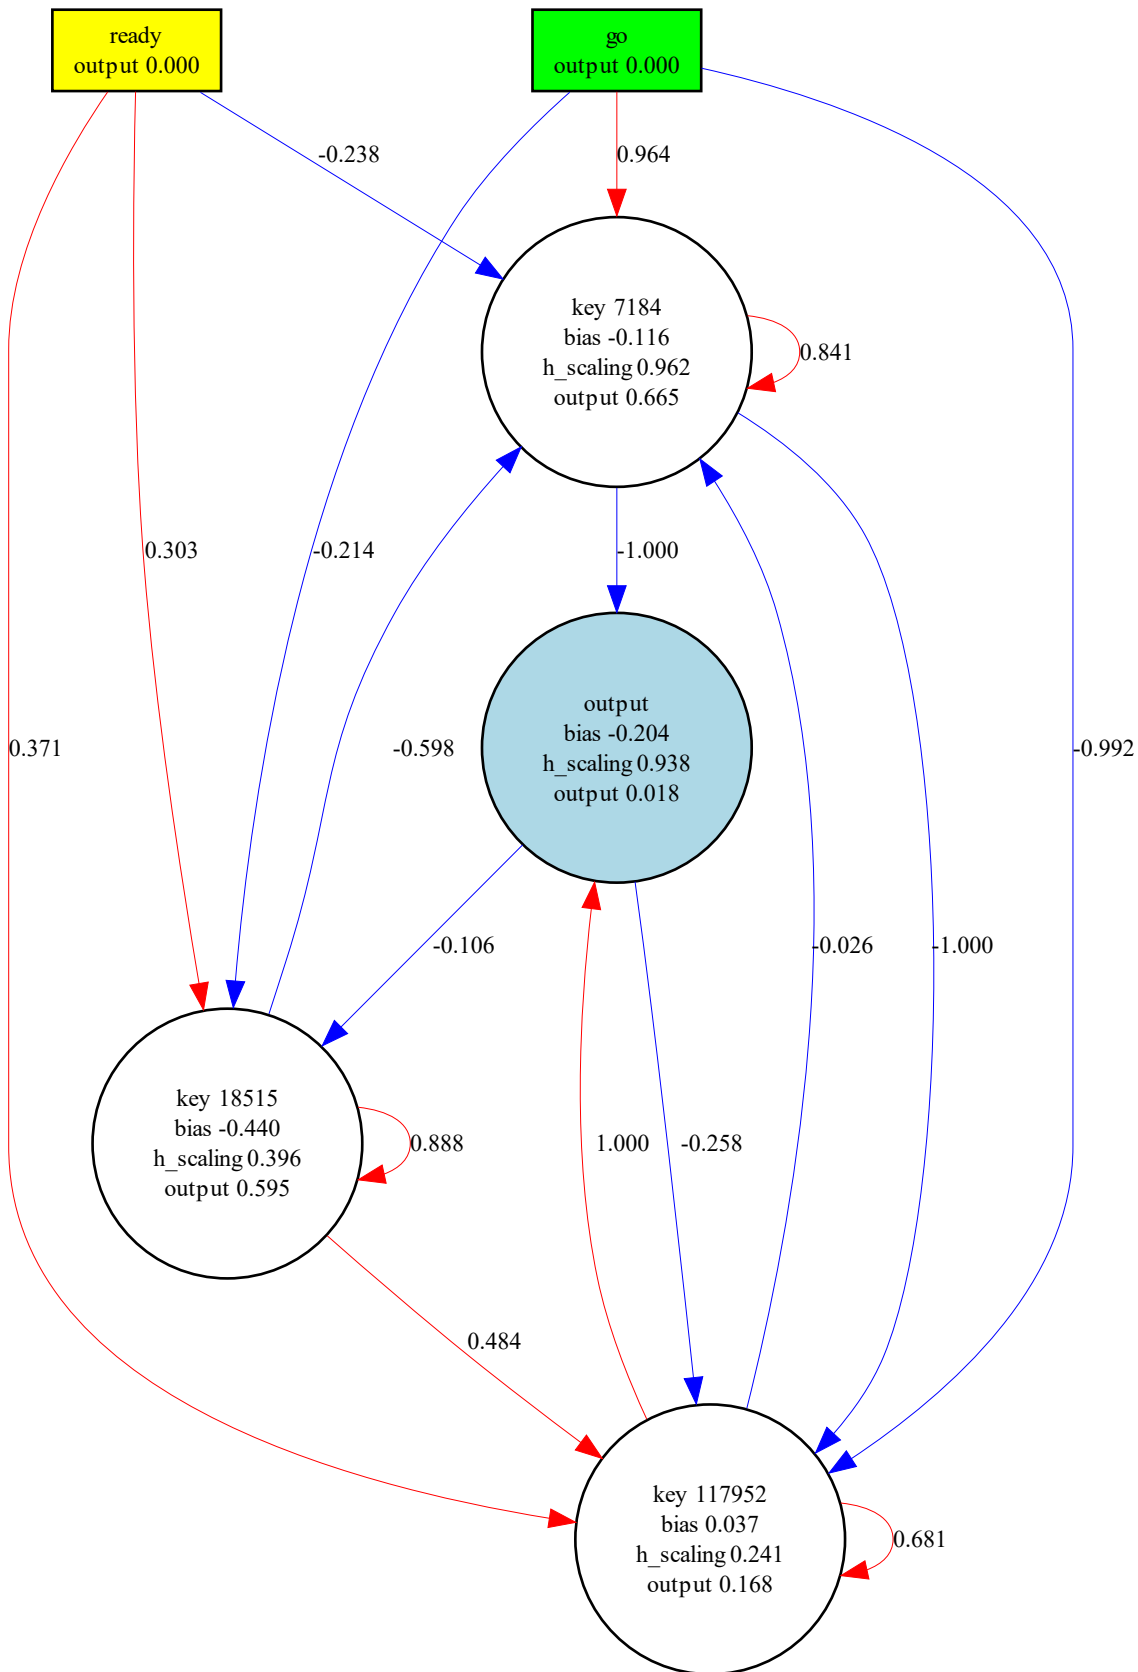 ready
output 0.000
go
output 0.000
-0.238
0.964
key 7184
bias -0.116
h_scaling 0.962
output 0.665
0.841
0.303
-0.214
-1.000
output
bias -0.204
h_scaling 0.938
output 0.018
0.371
-0.598
-0.992
-0.106
-0.026
-1.000
key 18515
bias -0.440
h_scaling 0.396
output 0.595
0.888
1.000
-0.258
0.484
key 117952
bias 0.037
h_scaling 0.241
output 0.168
0.681